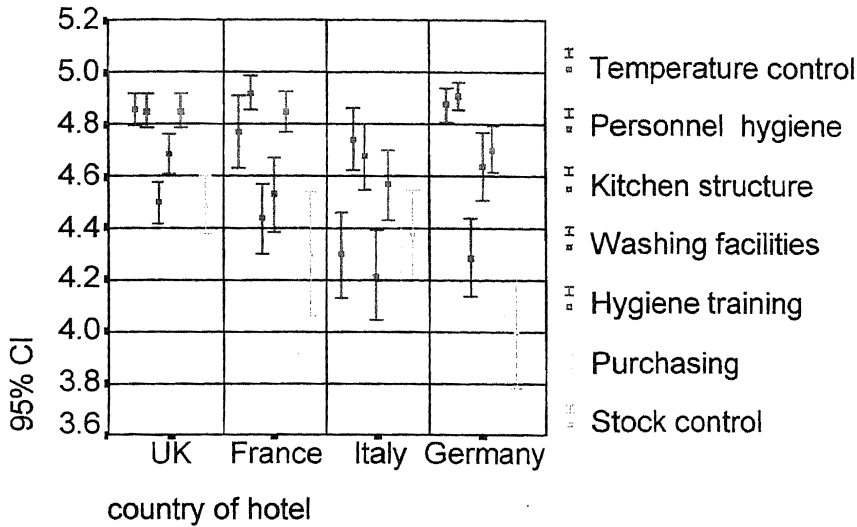 5.2
5.0
4.8
4.6
4.4
4.2
4.0
3.8
3.6
95% CI
UK France Italy Germany
country of hotel
Temperature control
Personnel hygiene
Kitchen structure
Washing facilities
Hygiene training
Purchasing
Stock control